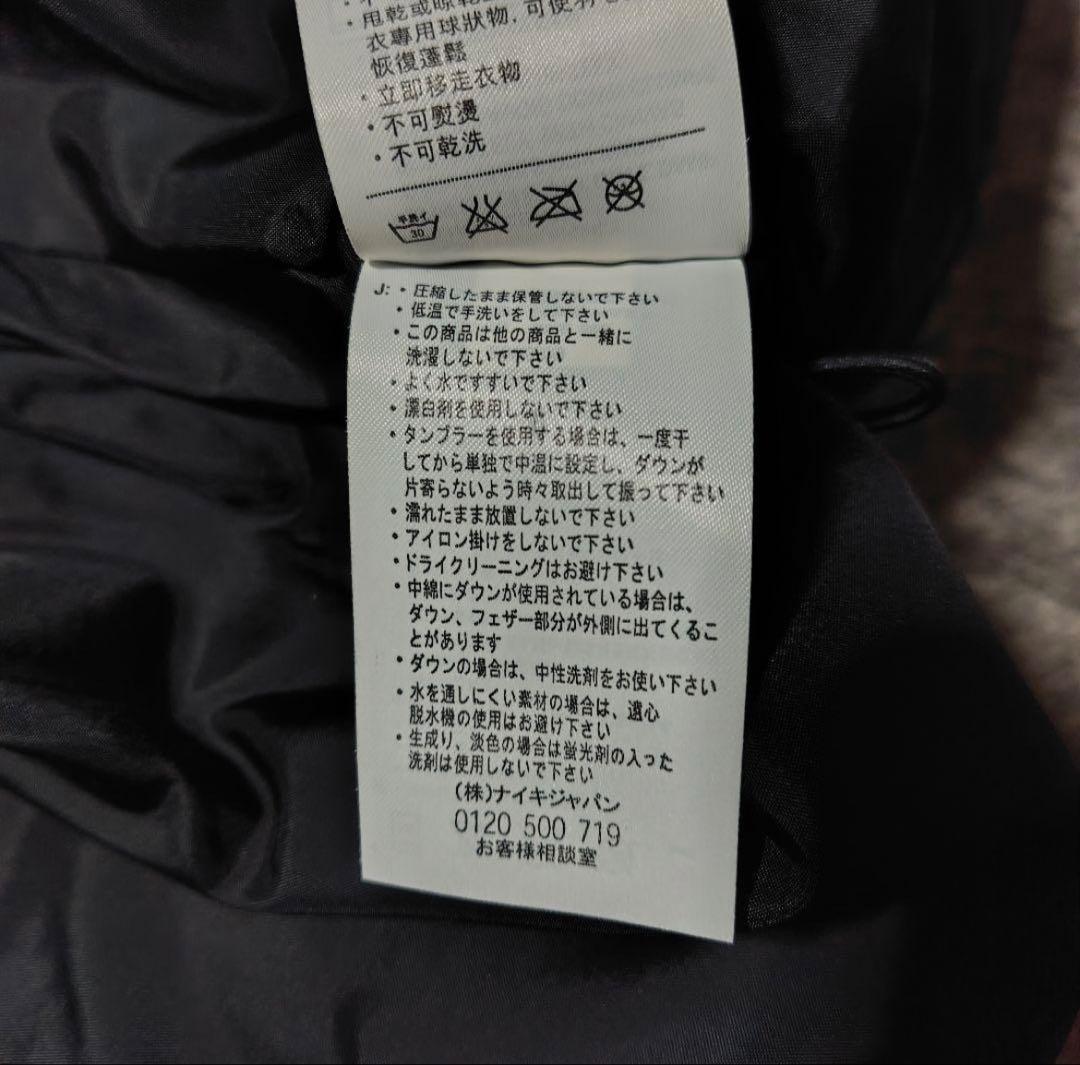 ・甩乾或晾乾
衣專用球狀物,可使羽
恢復蓬鬆
・立即移走衣物
・不可熨燙
・不可乾洗
手洗イ
30
J: ・圧縮したまま保管しないで下さい
・低温で手洗いをして下さい
・この商品は他の商品と一緒に
洗濯しないで下さい
・よく水ですすいで下さい
・漂白剤を使用しないで下さい
・タンブラーを使用する場合は、一度干
してから単独で中温に設定し、ダウンが
片寄らないよう時々取出して振って下さい
・濡れたまま放置しないで下さい
・アイロン掛けをしないで下さい
・ドライクリーニングはお避け下さい
・中綿にダウンが使用されている場合は、
ダウン、フェザー部分が外側に出てくるこ
とがあります
・ダウンの場合は、中性洗剤をお使い下さい
・水を通しにくい素材の場合は、遠心
脱水機の使用はお避け下さい
・生成り、淡色の場合は蛍光剤の入った
洗剤は使用しないで下さい
(株)ナイキジャパン
0120 500 719
お客様相談室